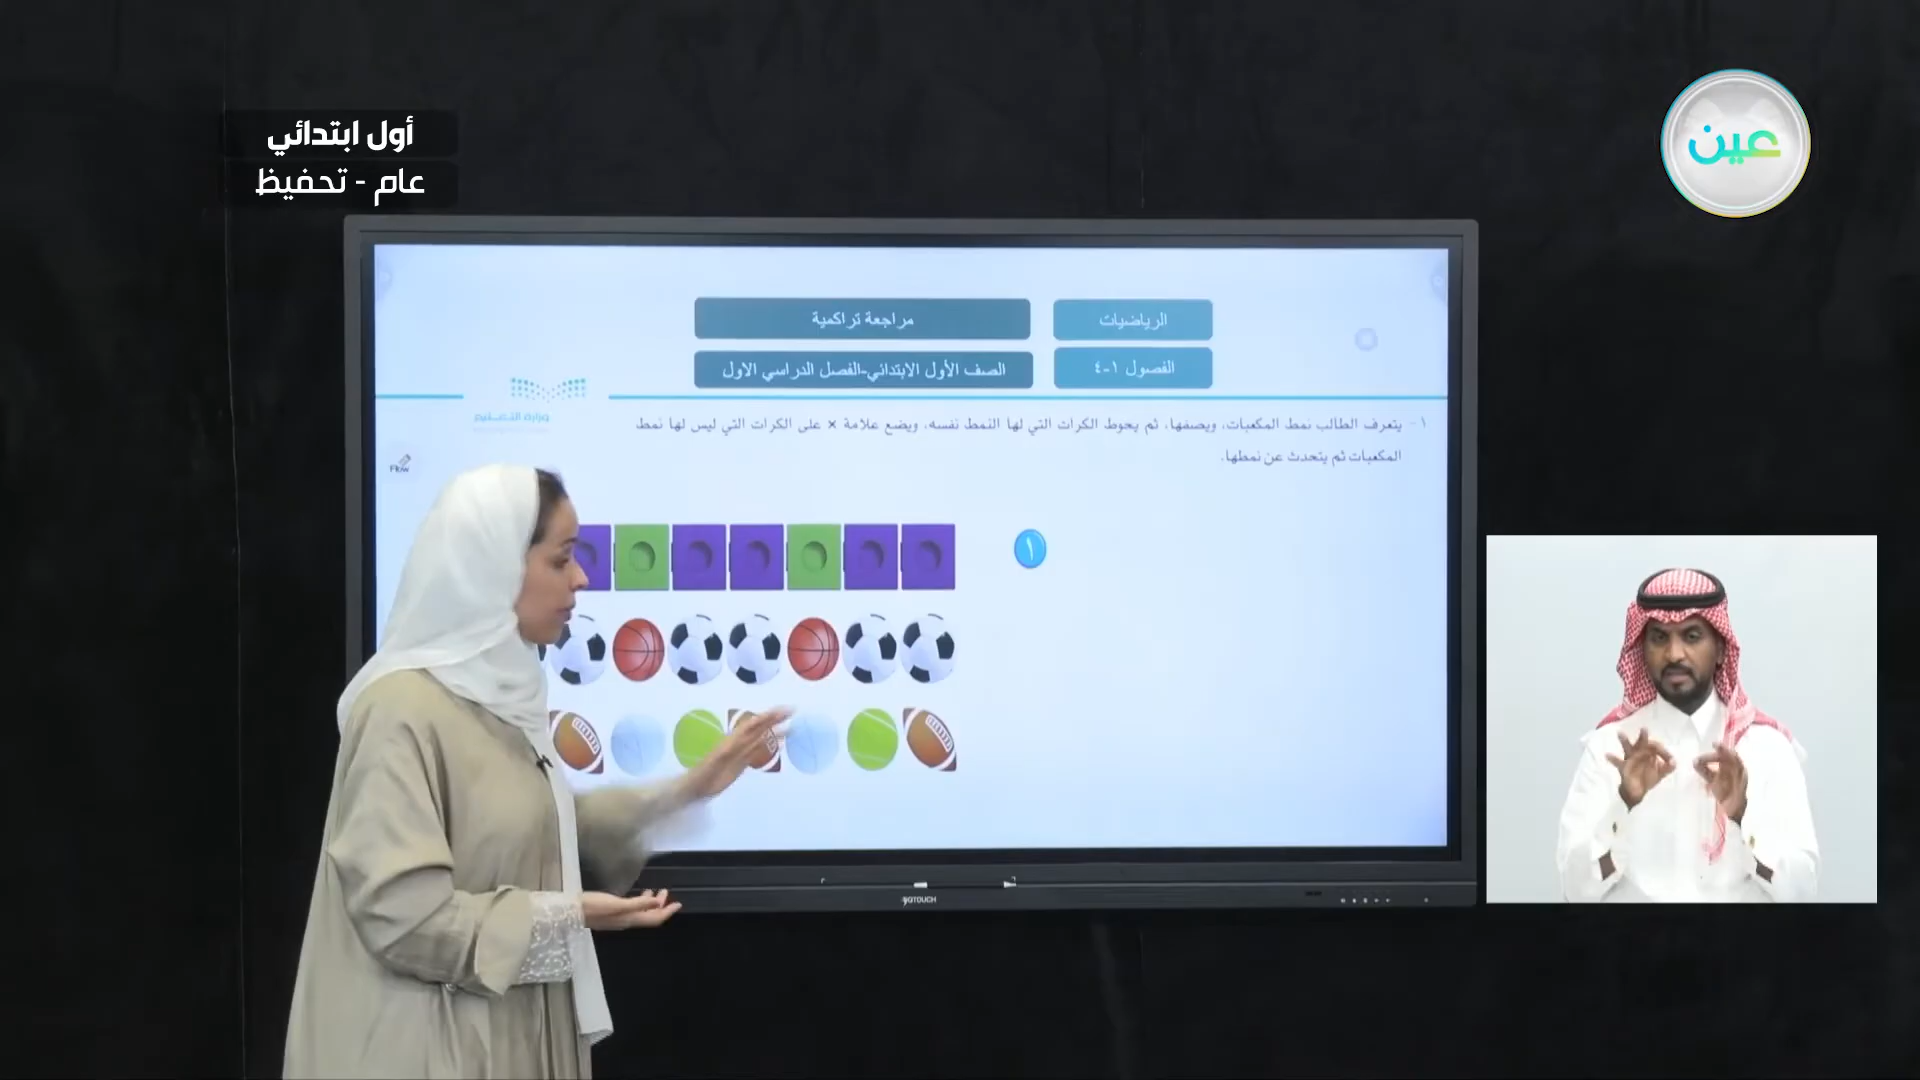 أول ابتدائي
عام - تحفيظ
عين
الرياضيات
مراجعة تراكمية
الفصول ١-٤
الصف الأول الابتدائي-الفصل الدراسي الاول
وزارة التعليم
١- يتعرف الطالب نمط المكعبات، ويصفها، ثم يحوط الكرات التي لها النمط نفسه، ويضع علامة × على الكرات التي ليس لها نمط
المكعبات ثم يتحدث عن نمطها.
Flow
١